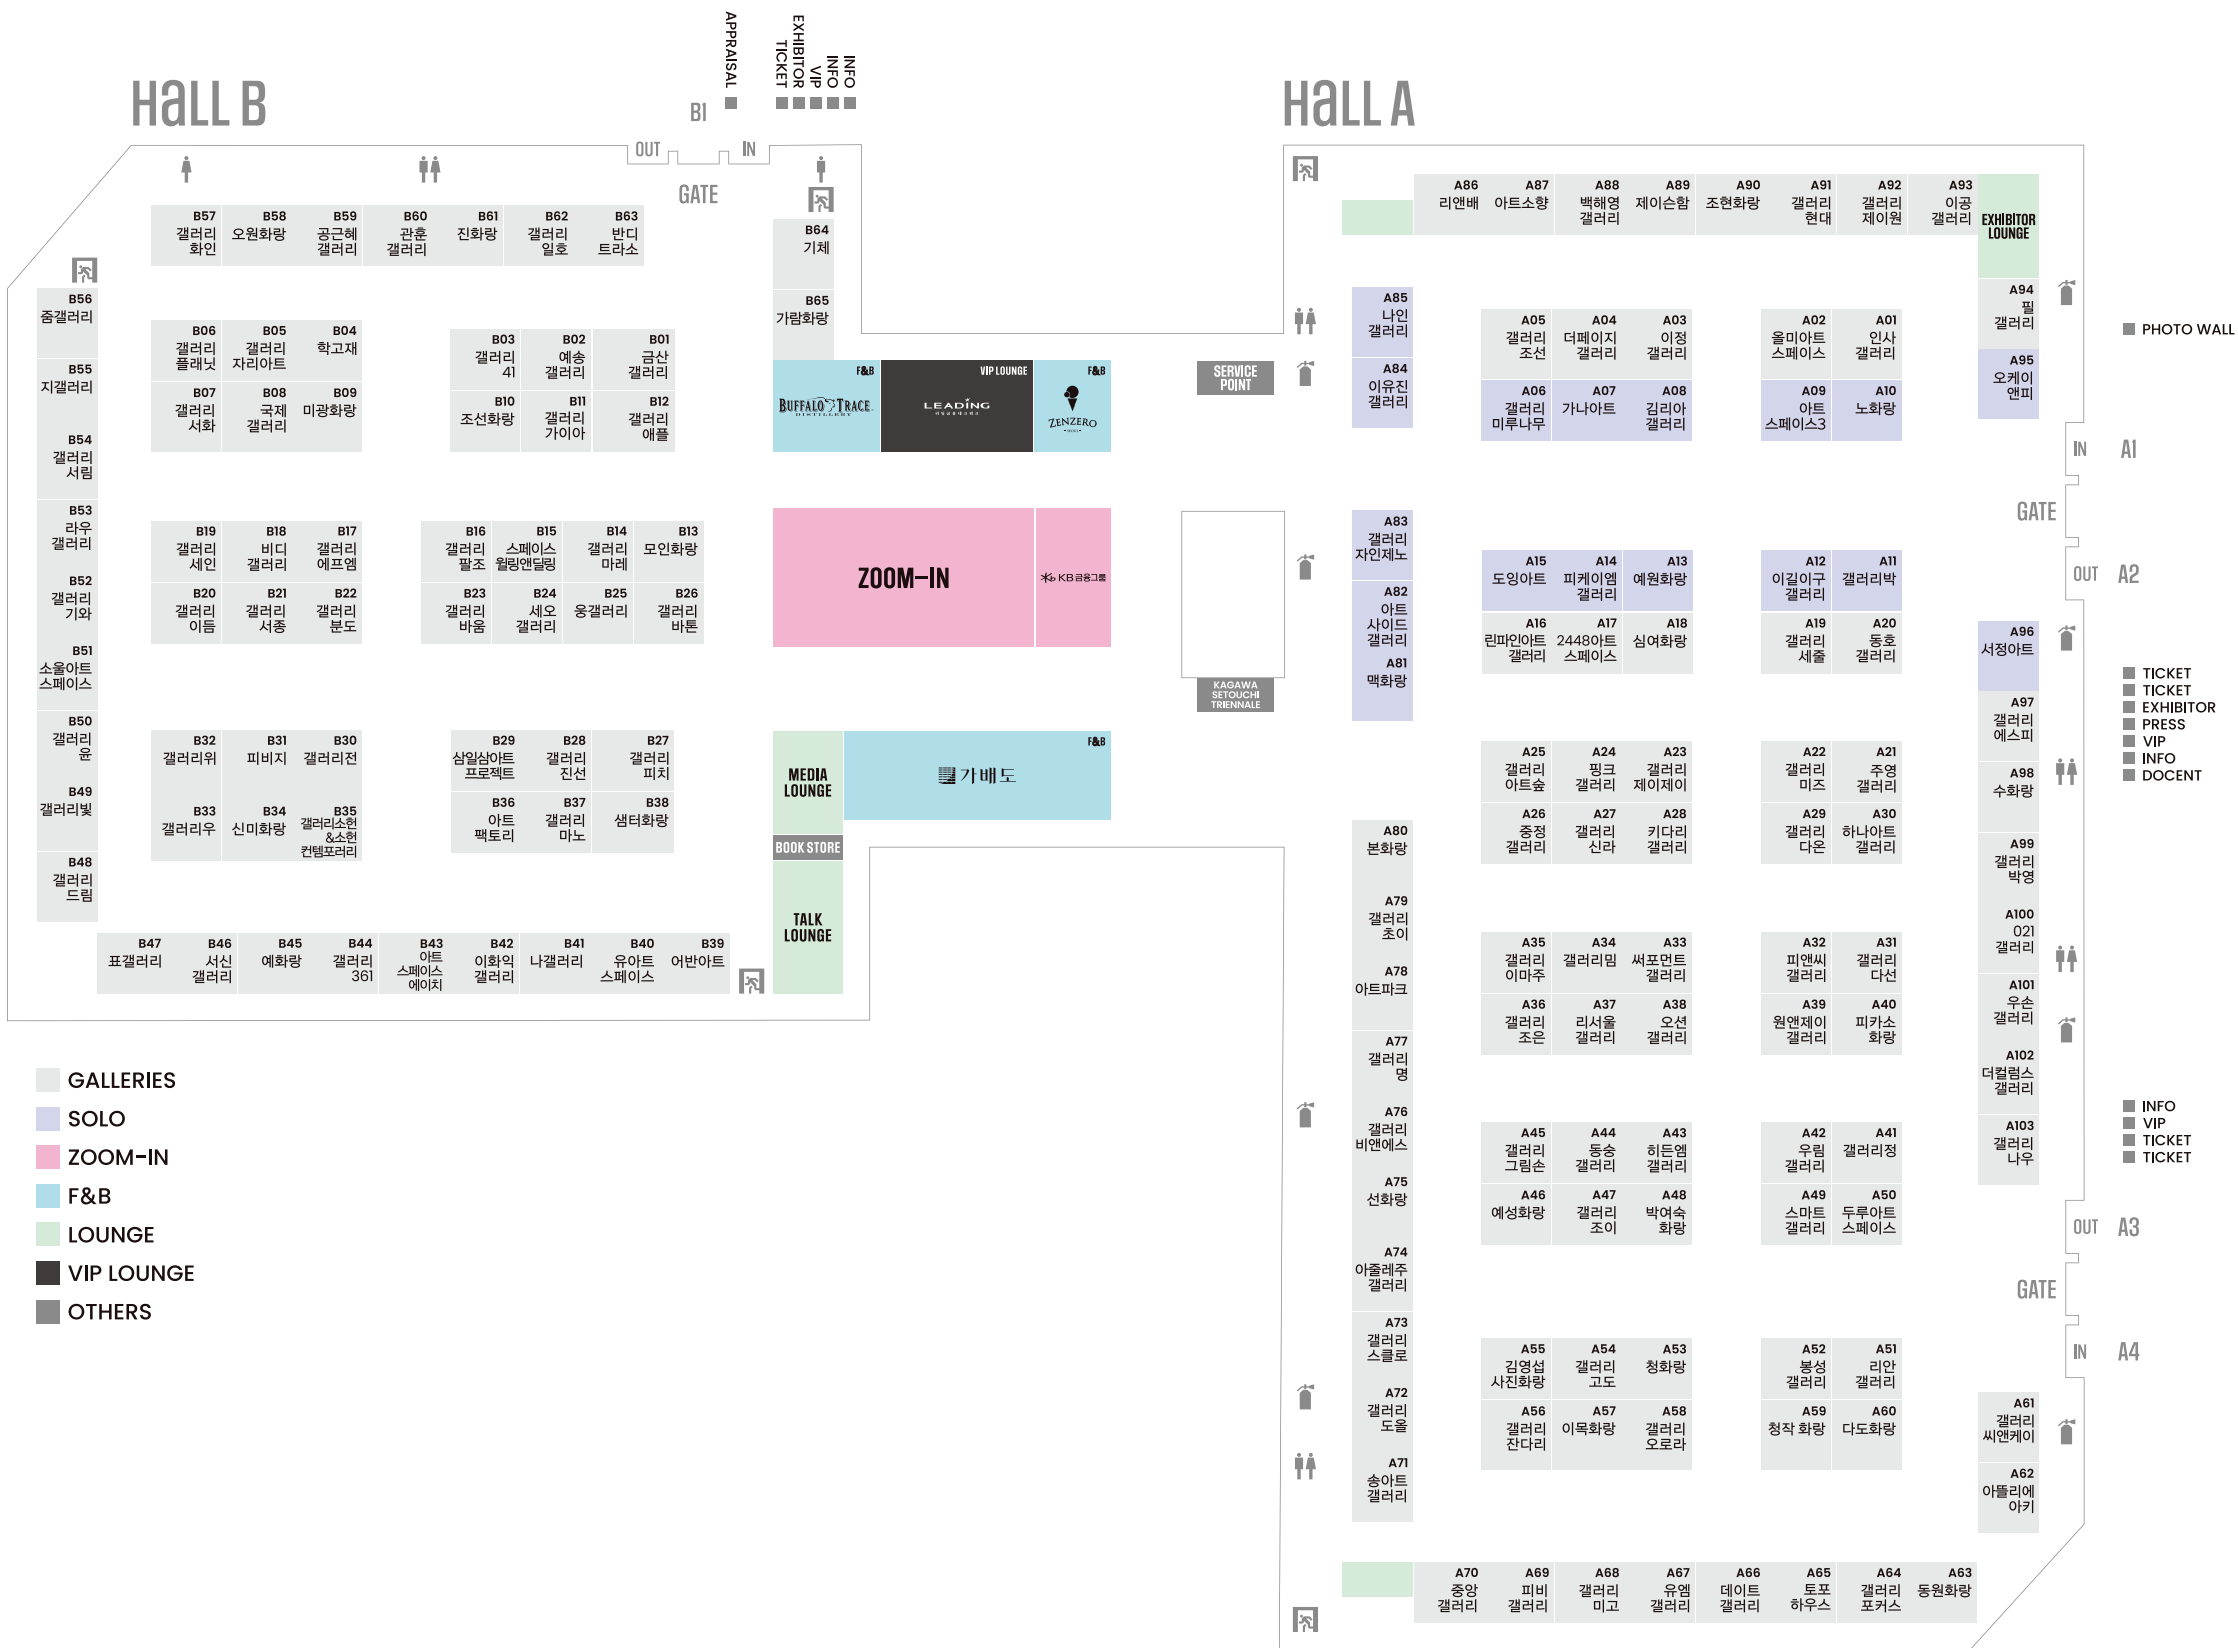 HaLL B
B1
APPRAISAL
TICKET
EXHIBITOR
VIP
INFO
INFO
OUT
IN
GATE
B57
갤러리
화인
B58
오원화랑
B59
공근혜
갤러리
B60
관훈
갤러리
B61
진화랑
B62
갤러리
일호
B63
반디
트라소
B64
기체
B65
가람화랑
B56
줌갤러리
B55
지갤러리
B54
갤러리
서림
B53
라우
갤러리
B52
갤러리
기와
B51
소울아트
스페이스
B50
갤러리
윤
B49
갤러리빛
B48
갤러리
드림
B06
갤러리
플래닛
B05
갤러리
자리아트
B04
학고재
B07
갤러리
서화
B08
국제
갤러리
B09
미광화랑
B03
갤러리
41
B02
예송
갤러리
B01
금산
갤러리
B10
조선화랑
B11
갤러리
가이아
B12
갤러리
애플
B19
갤러리
세인
B18
비디
갤러리
B17
갤러리
에프엠
B20
갤러리
이듬
B21
갤러리
서종
B22
갤러리
분도
B16
갤러리
팔조
B15
스페이스
윌링앤딜링
B14
갤러리
마레
B13
모인화랑
B23
갤러리
바움
B24
세오
갤러리
B25
웅갤러리
B26
갤러리
바톤
B32
갤러리위
B31
피비지
B30
갤러리전
B33
갤러리우
B34
신미화랑
B35
갤러리소헌
&소헌
컨템포러리
B29
삼일삼아트
프로젝트
B28
갤러리
진선
B27
갤러리
피치
B36
아트
팩토리
B37
갤러리
마노
B38
샘터화랑
B47
표갤러리
B46
서신
갤러리
B45
예화랑
B44
갤러리
361
B43
아트
스페이스
에이치
B42
이화익
갤러리
B41
나갤러리
B40
유아트
스페이스
B39
어반아트
F&B
BUFFALO TRACE
DISTILLERY
VIP LOUNGE
LEADING
F&B
ZENZERO
ZOOM-IN
KB금융그룹
MEDIA
LOUNGE
F&B
가배도
BOOK STORE
TALK
LOUNGE
SERVICE
POINT
KAGAWA
SETOUCHI
TRIENNALE
GALLERIES
SOLO
ZOOM-IN
F&B
LOUNGE
VIP LOUNGE
OTHERS
HaLL A
A86
리앤배
A87
아트소향
A88
백해영
갤러리
A89
제이슨함
A90
조현화랑
A91
갤러리
현대
A92
갤러리
제이원
A93
이공
갤러리
EXHIBITOR
LOUNGE
A94
필
갤러리
A95
오케이
앤피
A85
나인
갤러리
A84
이유진
갤러리
A83
갤러리
자인제노
A82
아트
사이드
갤러리
A81
맥화랑
A80
본화랑
A79
갤러리
초이
A78
아트파크
A77
갤러리
명
A76
갤러리
비앤에스
A75
선화랑
A74
아줄레주
갤러리
A73
갤러리
스클로
A72
갤러리
도올
A71
송아트
갤러리
A05
갤러리
조선
A04
더페이지
갤러리
A03
이정
갤러리
A02
올미아트
스페이스
A01
인사
갤러리
A06
갤러리
미루나무
A07
가나아트
A08
김리아
갤러리
A09
아트
스페이스3
A10
노화랑
A15
도잉아트
A14
피케이엠
갤러리
A13
예원화랑
A12
이길이구
갤러리
A11
갤러리박
A16
린파인아트
갤러리
A17
2448아트
스페이스
A18
심여화랑
A19
갤러리
세줄
A20
동호
갤러리
A25
갤러리
아트숲
A24
핑크
갤러리
A23
갤러리
제이제이
A22
갤러리
미즈
A21
주영
갤러리
A26
중정
갤러리
A27
갤러리
신라
A28
키다리
갤러리
A29
갤러리
다온
A30
하나아트
갤러리
A35
갤러리
이마주
A34
갤러리밈
A33
써포먼트
갤러리
A32
피앤씨
갤러리
A31
갤러리
다선
A36
갤러리
조은
A37
리서울
갤러리
A38
오션
갤러리
A39
원앤제이
갤러리
A40
피카소
화랑
A45
갤러리
그림손
A44
동숭
갤러리
A43
히든엠
갤러리
A42
우림
갤러리
A41
갤러리정
A46
예성화랑
A47
갤러리
조이
A48
박여숙
화랑
A49
스마트
갤러리
A50
두루아트
스페이스
A55
김영섭
사진화랑
A54
갤러리
고도
A53
청화랑
A52
봉성
갤러리
A51
리안
갤러리
A56
갤러리
잔다리
A57
이목화랑
A58
갤러리
오로라
A59
청작 화랑
A60
다도화랑
A96
서정아트
A97
갤러리
에스피
A98
수화랑
A99
갤러리
박영
A100
021
갤러리
A101
우손
갤러리
A102
더컬럼스
갤러리
A103
갤러리
나우
A61
갤러리
씨앤케이
A62
아뜰리에
아키
A70
중앙
갤러리
A69
피비
갤러리
A68
갤러리
미고
A67
유엠
갤러리
A66
데이트
갤러리
A65
토포
하우스
A64
갤러리
포커스
A63
동원화랑
IN
A1
GATE
OUT
A2
OUT
A3
GATE
IN
A4
PHOTO WALL
TICKET
TICKET
EXHIBITOR
PRESS
VIP
INFO
DOCENT
INFO
VIP
TICKET
TICKET